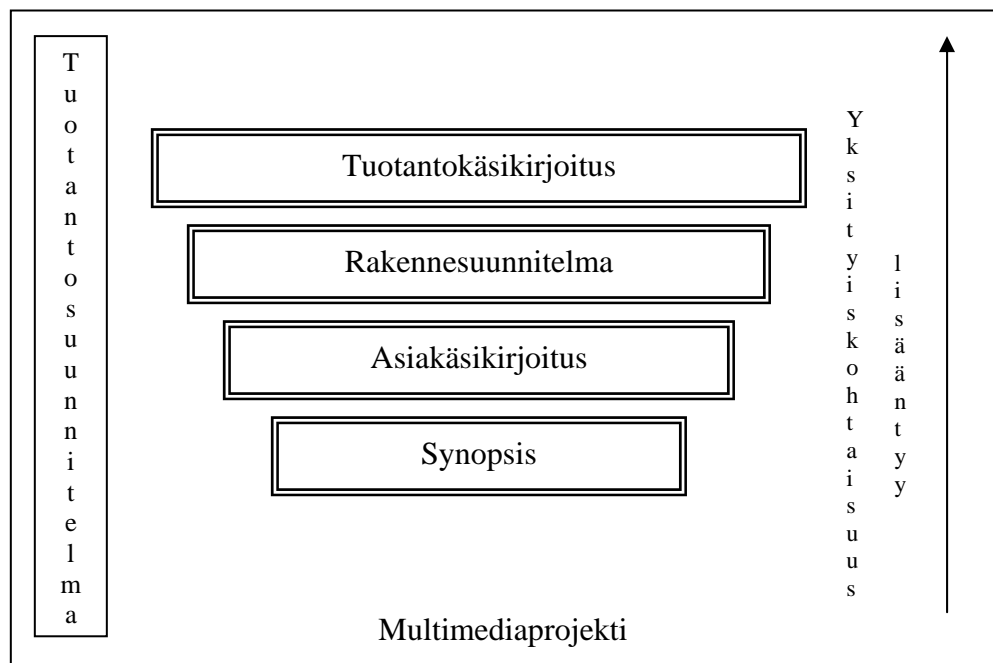 Tuotantosuunnitelma
Tuotantokäsikirjoitus
Rakennesuunnitelma
Asiakäsikirjoitus
Synopsis
Yksityiskohtaisuus
lisääntyy
Multimediaprojekti